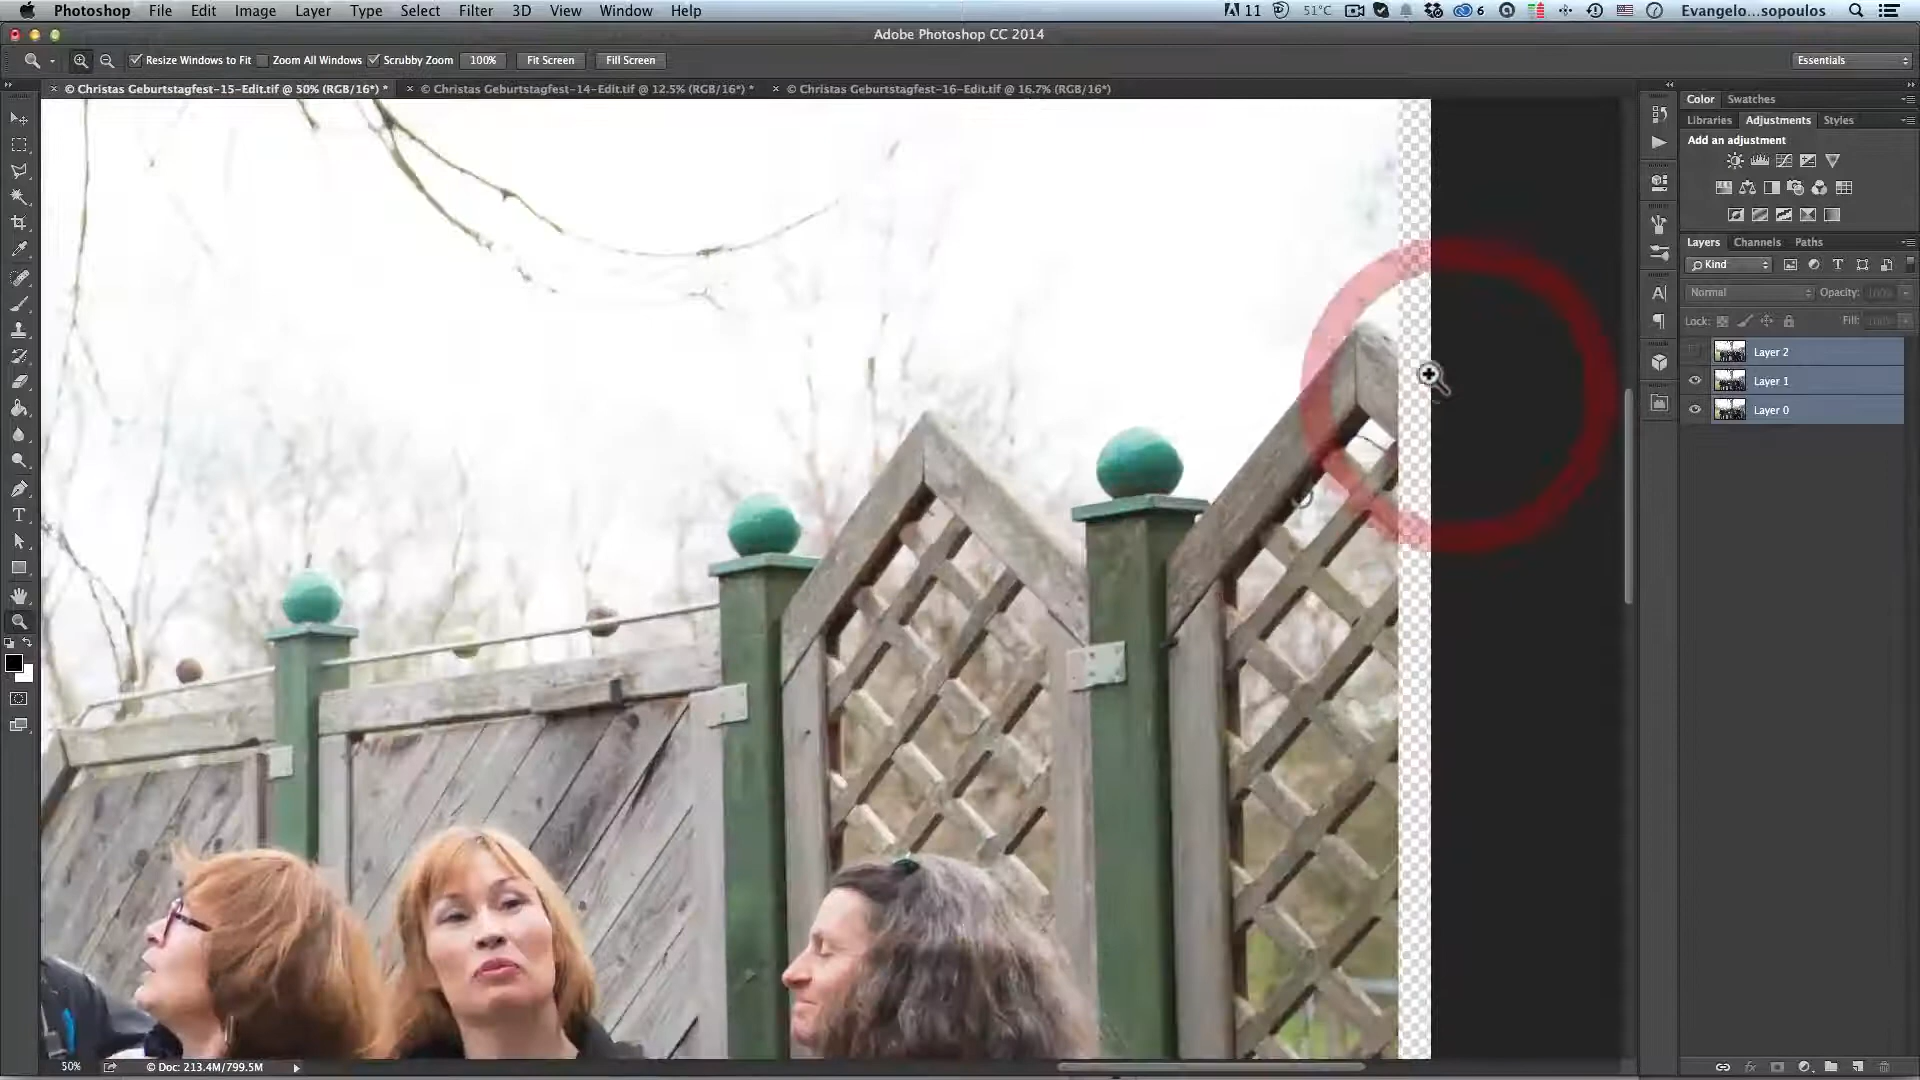 Photoshop File Edit Image Layer Type Select Filter 3D View Window Help 11 51°C 6 Evangelo...sopoulos
Adobe Photoshop CC 2014
Resize Windows to Fit Zoom All Windows Scrubby Zoom 100% Fit Screen Fill Screen Essentials
× © Christas Geburtstagfest-15-Edit.tif @ 50% (RGB/16*) * × © Christas Geburtstagfest-14-Edit.tif @ 12.5% (RGB/16*) * × © Christas Geburtstagfest-16-Edit.tif @ 16.7% (RGB/16*)
Color Swatches
Libraries Adjustments Styles
Add an adjustment
Layers Channels Paths
Kind
Normal Opacity: 100%
Lock: Fill: 100%
Layer 2
Layer 1
Layer 0
50% © Doc: 213.4M/799.5M